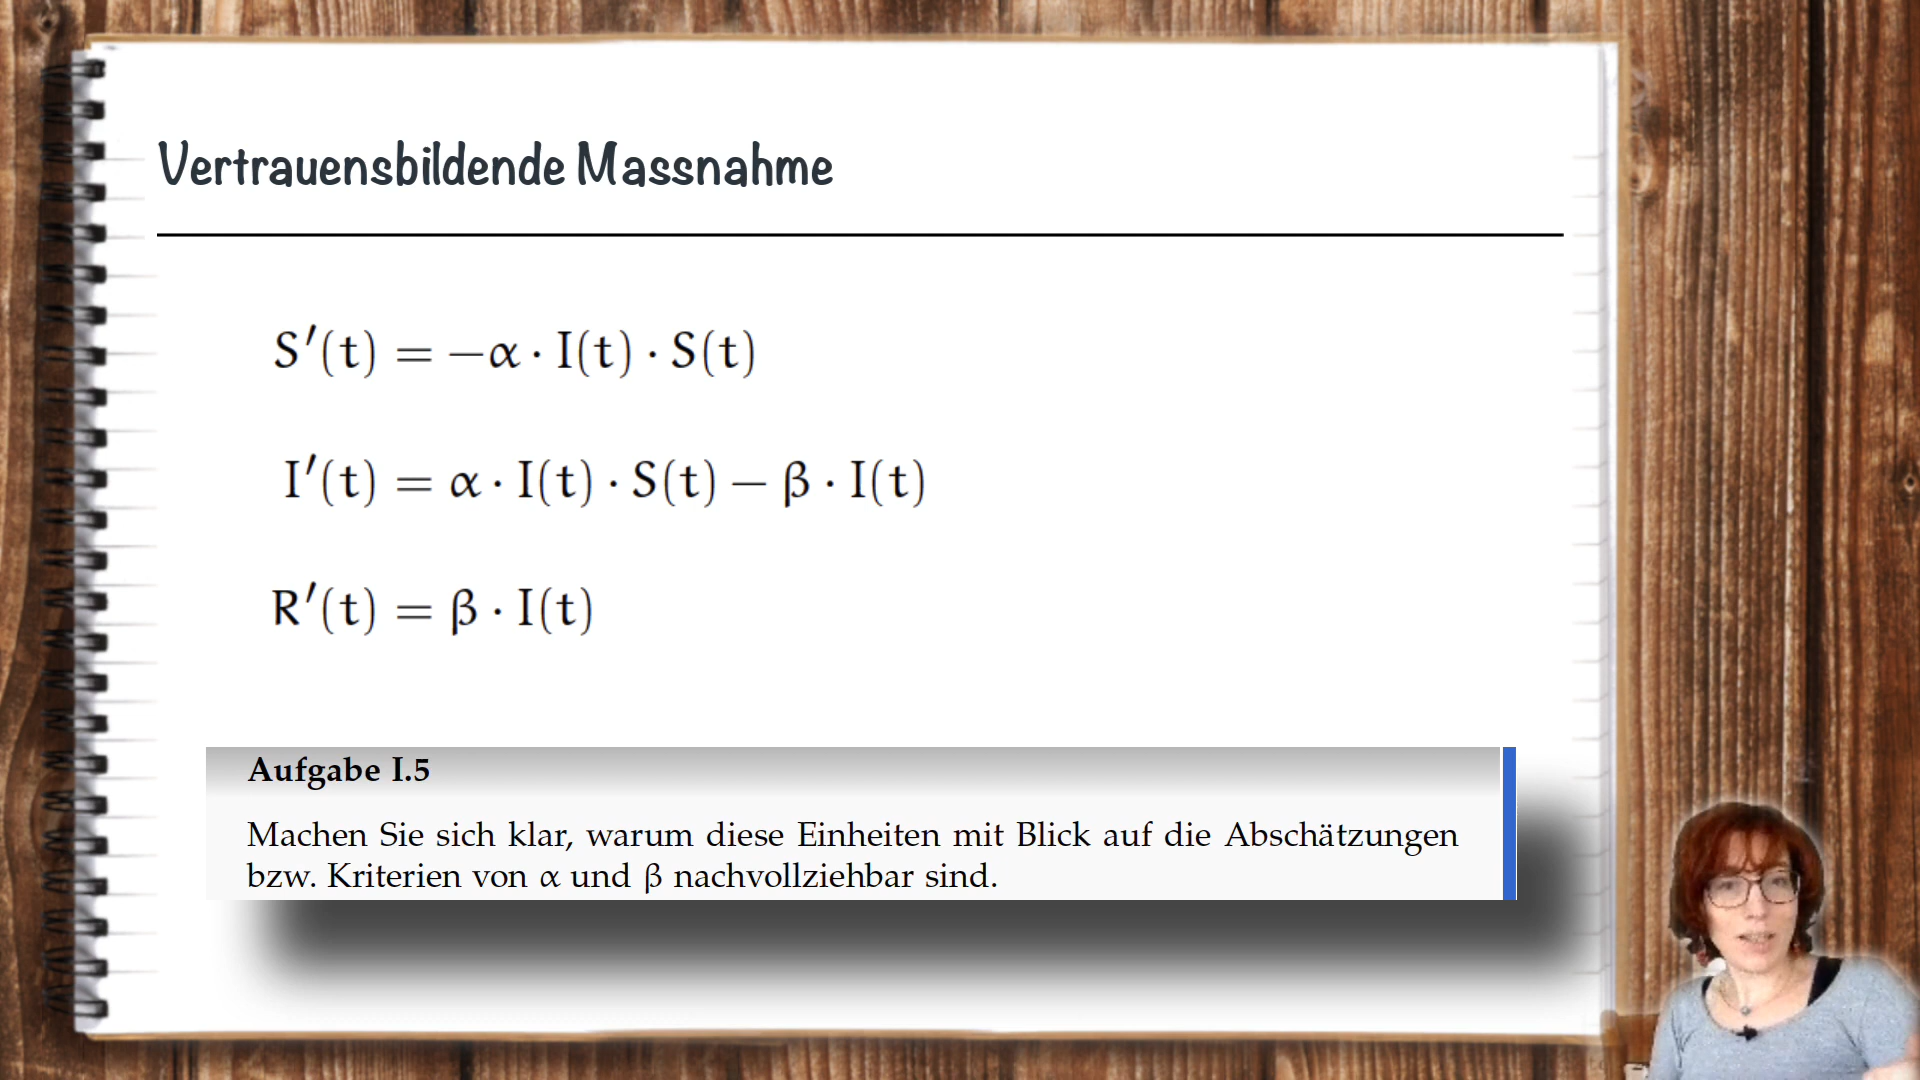 Vertrauensbildende Massnahme
S′(t) = −α · I(t) · S(t)
I′(t) = α · I(t) · S(t) − β · I(t)
R′(t) = β · I(t)
Aufgabe I.5
Machen Sie sich klar, warum diese Einheiten mit Blick auf die Abschätzungen
bzw. Kriterien von α und β nachvollziehbar sind.